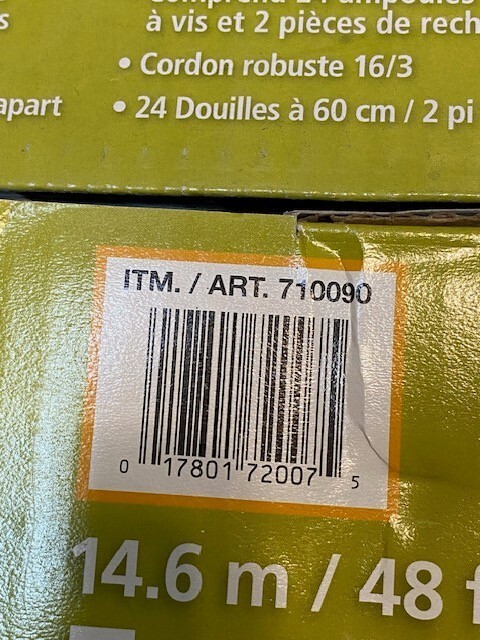 à vis et 2 pièces de
• Cordon robuste 16/3
apart
• 24 Douilles à 60 cm / 2 pi
ITM. / ART. 710090
0 17801 72007 5
14.6 m / 48